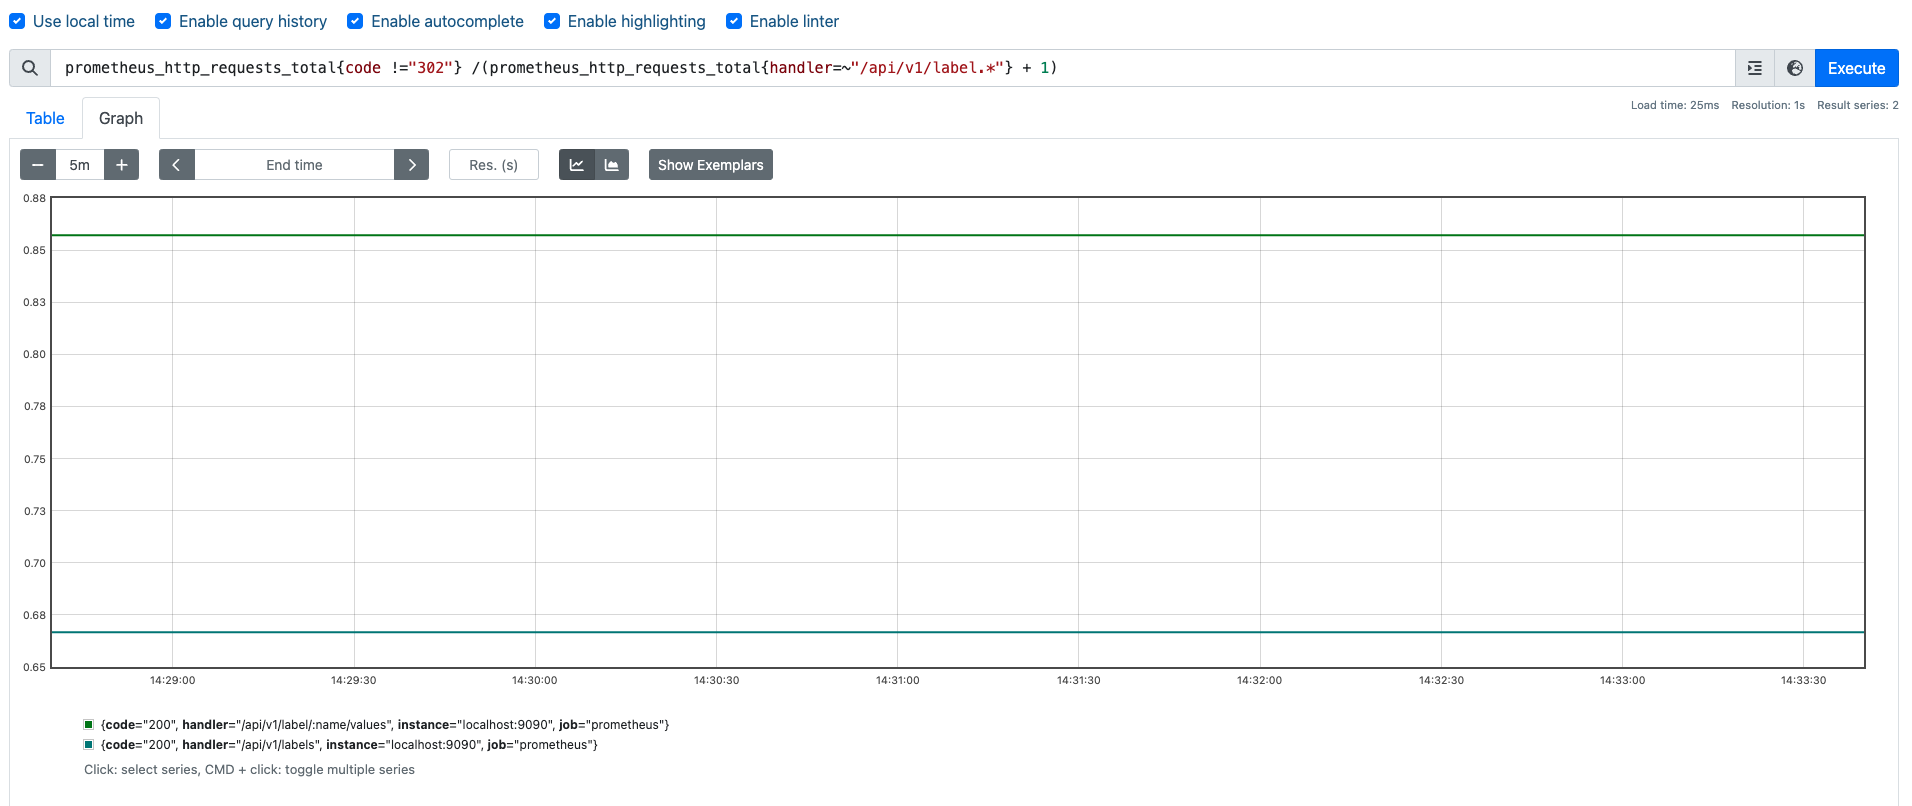 Use local time Enable query history Enable autocomplete Enable highlighting Enable linter
prometheus_http_requests_total{code !="302"} /(prometheus_http_requests_total{handler=~"/api/v1/label.*"} + 1)
Execute
Table Graph
Load time: 25ms Resolution: 1s Result series: 2
− 5m + End time Res. (s) Show Exemplars
0.88
0.85
0.83
0.80
0.78
0.75
0.73
0.70
0.68
0.65
14:29:00 14:29:30 14:30:00 14:30:30 14:31:00 14:31:30 14:32:00 14:32:30 14:33:00 14:33:30
{code="200", handler="/api/v1/label/:name/values", instance="localhost:9090", job="prometheus"}
{code="200", handler="/api/v1/labels", instance="localhost:9090", job="prometheus"}
Click: select series, CMD + click: toggle multiple series